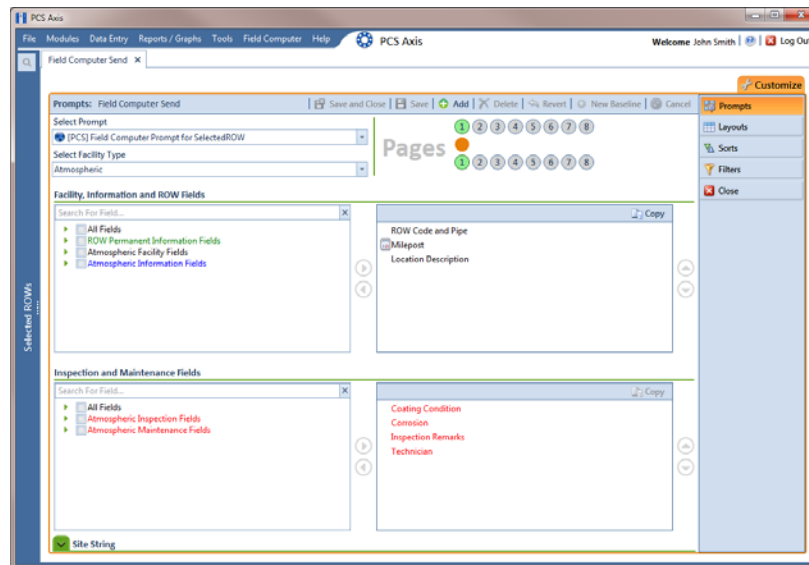 PCS Axis
File Modules Data Entry Reports / Graphs Tools Field Computer Help PCS Axis Welcome John Smith | Log Out
Field Computer Send X
Customize
Prompts: Field Computer Send Save and Close | Save | Add | Delete | Revert | New Baseline | Cancel
Prompts
Select Prompt
[PCS] Field Computer Prompt for SelectedROW
Pages
1 2 3 4 5 6 7 8
1 2 3 4 5 6 7 8
Layouts
Select Facility Type
Atmospheric
Sorts
Filters
Close
Facility, Information and ROW Fields
Search For Field... X
Copy
All Fields
ROW Permanent Information Fields
Atmospheric Facility Fields
Atmospheric Information Fields
ROW Code and Pipe
Milepost
Location Description
Selected ROWs
Inspection and Maintenance Fields
Search For Field... X
Copy
All Fields
Atmospheric Inspection Fields
Atmospheric Maintenance Fields
Coating Condition
Corrosion
Inspection Remarks
Technician
Site String